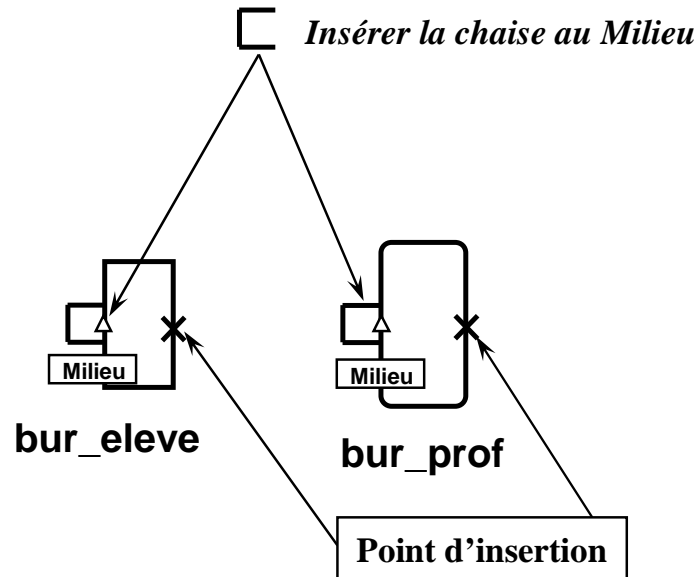 Insérer la chaise au Milieu
Milieu
Milieu
bur_eleve
bur_prof
Point d’insertion